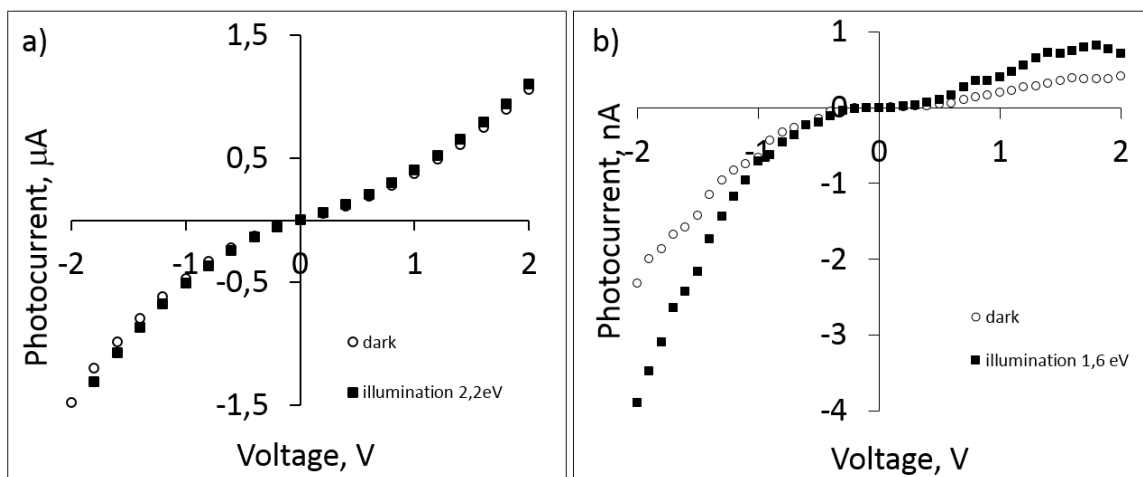 a)
Photocurrent, µA
1,5
0,5
-2
-1
0
1
2
-0,5
-1,5
dark
illumination 2,2eV
Voltage, V
b)
Photocurrent, nA
1
0
-2
-1
0
1
2
-1
-2
-3
-4
dark
illumination 1,6 eV
Voltage, V